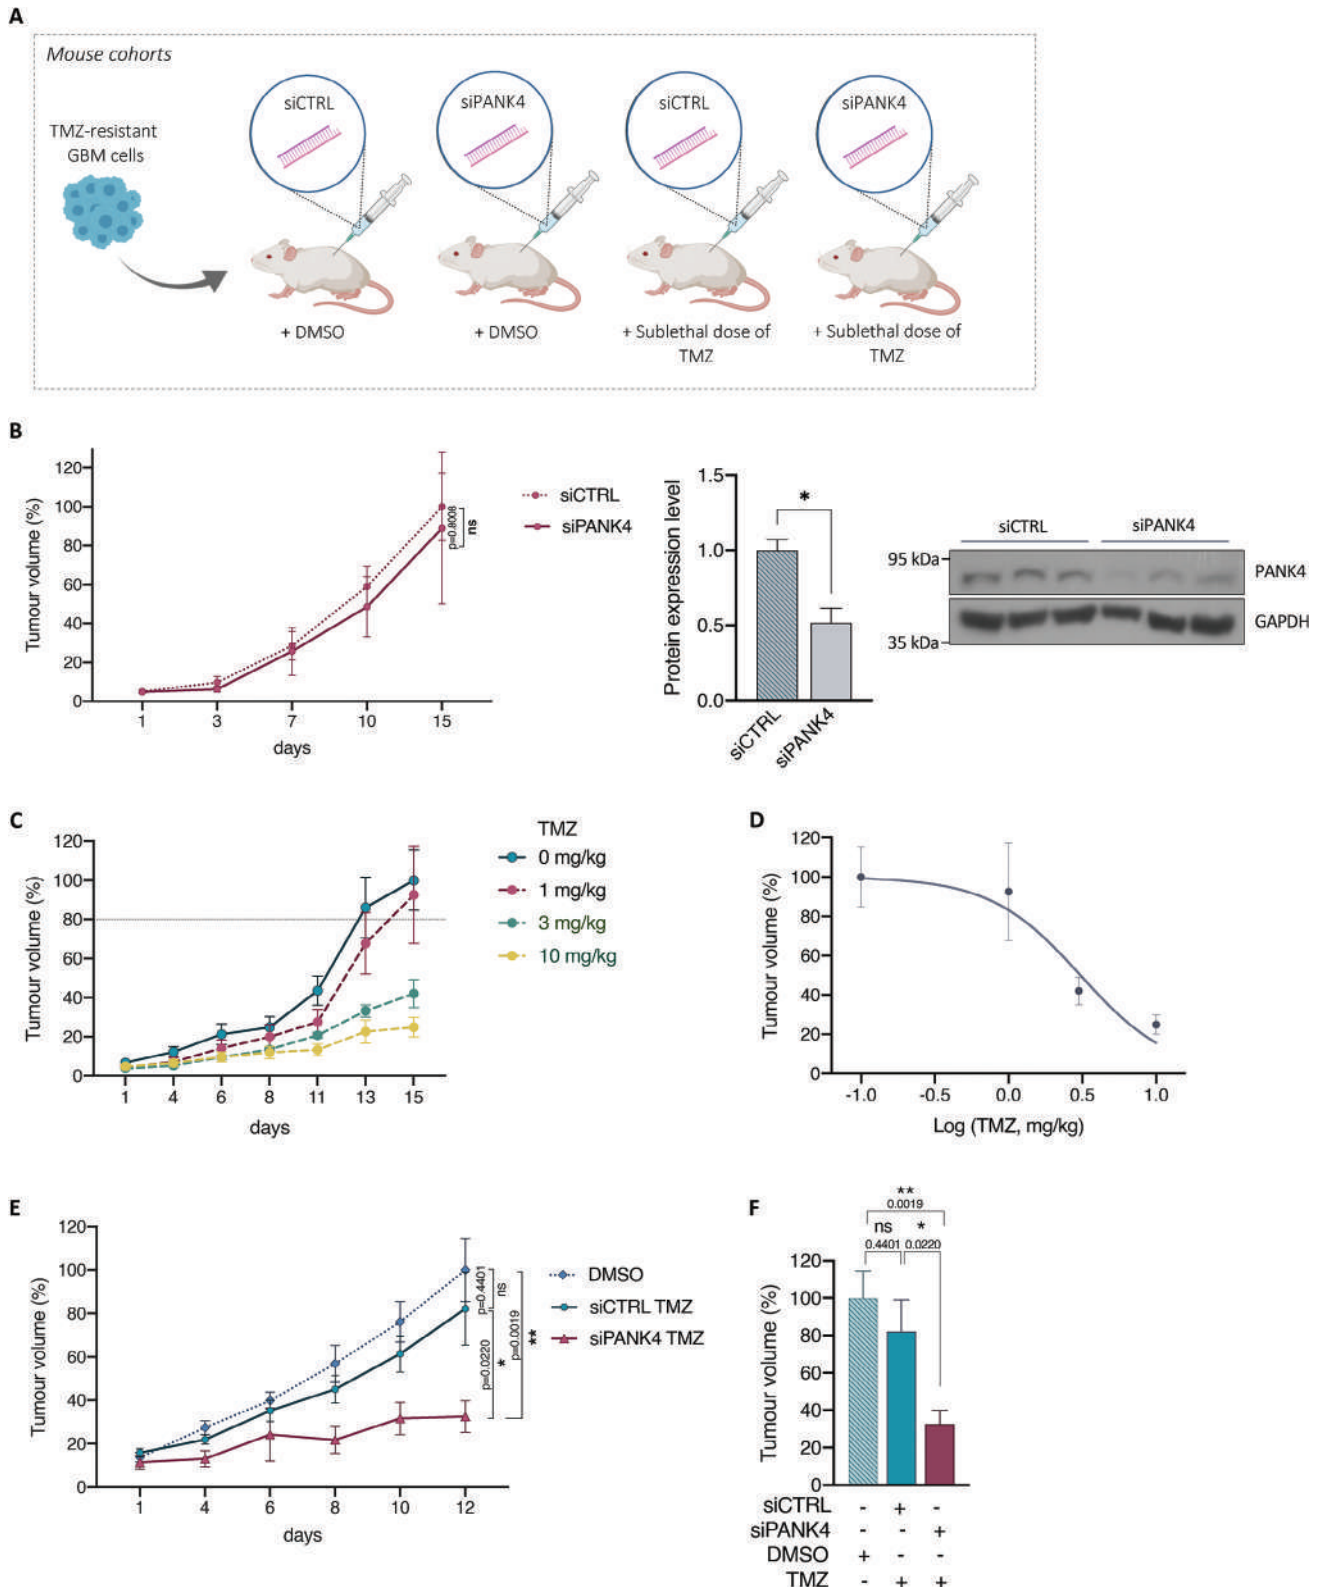 A
Mouse cohorts
TMZ-resistant
GBM cells
siCTRL
siPANK4
siCTRL
siPANK4
+ DMSO
+ DMSO
+ Sublethal dose of
TMZ
+ Sublethal dose of
TMZ
B
Tumour volume (%)
120
100
80
60
40
20
0
1 3 7 10 15
days
p=0.8008
ns
siCTRL
siPANK4
Protein expression level
1.5
1.0
0.5
0.0
*
siCTRL
siPANK4
siCTRL siPANK4
95 kDa
35 kDa
PANK4
GAPDH
C
Tumour volume (%)
120
100
80
60
40
20
0
1 4 6 8 11 13 15
days
TMZ
0 mg/kg
1 mg/kg
3 mg/kg
10 mg/kg
D
Tumour volume (%)
120
100
80
60
40
20
0
-1.0 -0.5 0.0 0.5 1.0
Log (TMZ, mg/kg)
E
Tumour volume (%)
120
100
80
60
40
20
0
1 4 6 8 10 12
days
p=0.4401
ns
p=0.0220
*
p=0.0019
**
DMSO
siCTRL TMZ
siPANK4 TMZ
F
**
0.0019
ns *
0.4401 0.0220
Tumour volume (%)
120
100
80
60
40
20
0
siCTRL - + -
siPANK4 - - +
DMSO + - -
TMZ - + +